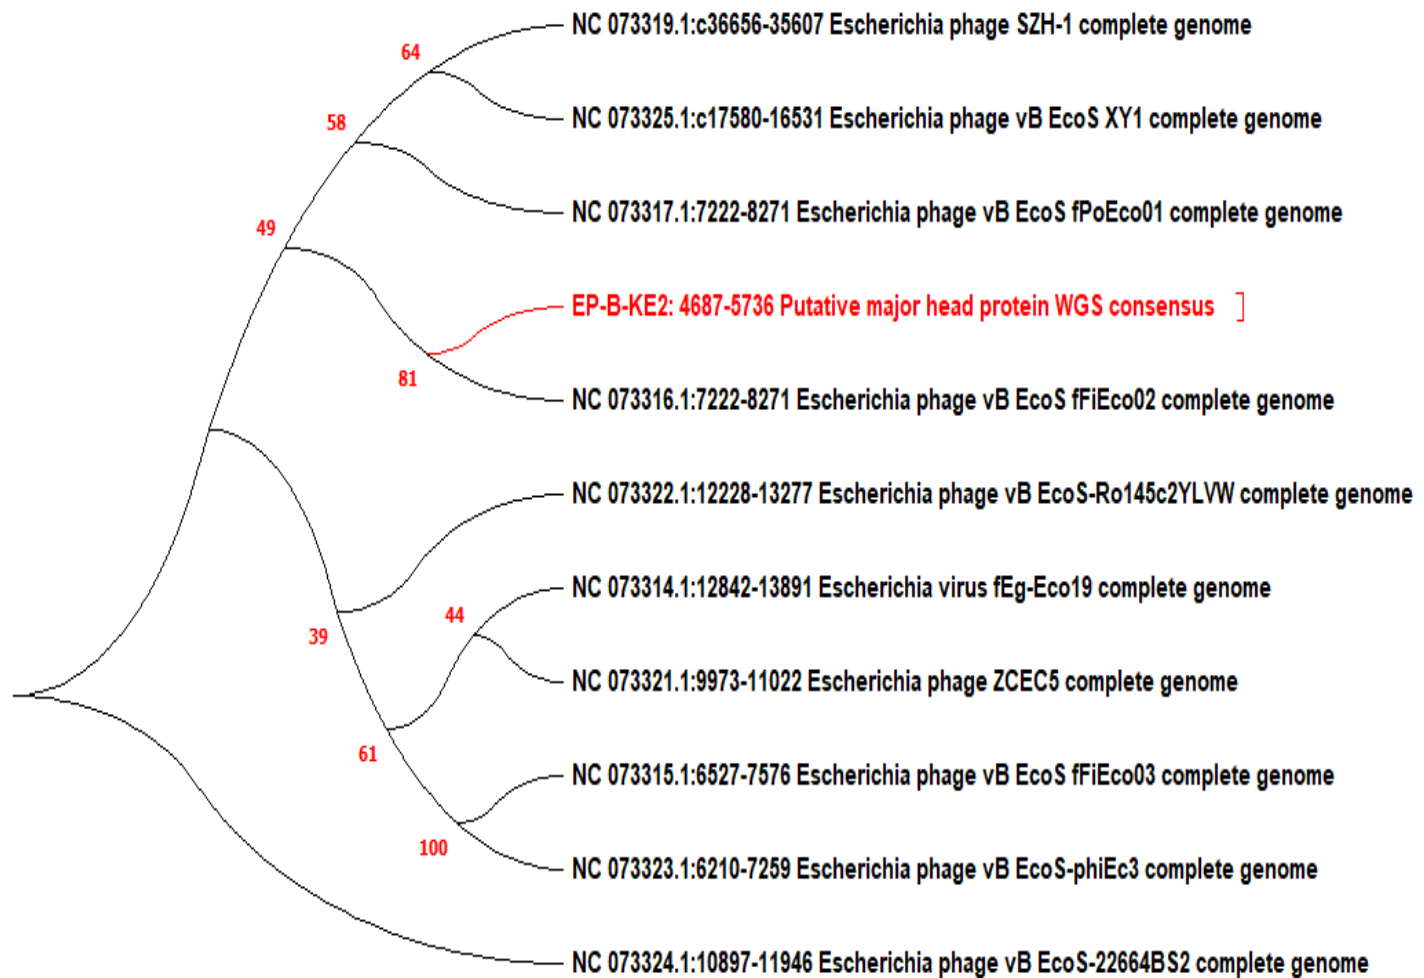 NC 073319.1:c36656-35607 Escherichia phage SZH-1 complete genome
64
NC 073325.1:c17580-16531 Escherichia phage vB EcoS XY1 complete genome
58
NC 073317.1:7222-8271 Escherichia phage vB EcoS fPoEco01 complete genome
49
EP-B-KE2: 4687-5736 Putative major head protein WGS consensus
81
NC 073316.1:7222-8271 Escherichia phage vB EcoS fFiEco02 complete genome
NC 073322.1:12228-13277 Escherichia phage vB EcoS-Ro145c2YLVW complete genome
NC 073314.1:12842-13891 Escherichia virus fEg-Eco19 complete genome
44
39
NC 073321.1:9973-11022 Escherichia phage ZCEC5 complete genome
61
NC 073315.1:6527-7576 Escherichia phage vB EcoS fFiEco03 complete genome
100
NC 073323.1:6210-7259 Escherichia phage vB EcoS-phiEc3 complete genome
NC 073324.1:10897-11946 Escherichia phage vB EcoS-22664BS2 complete genome